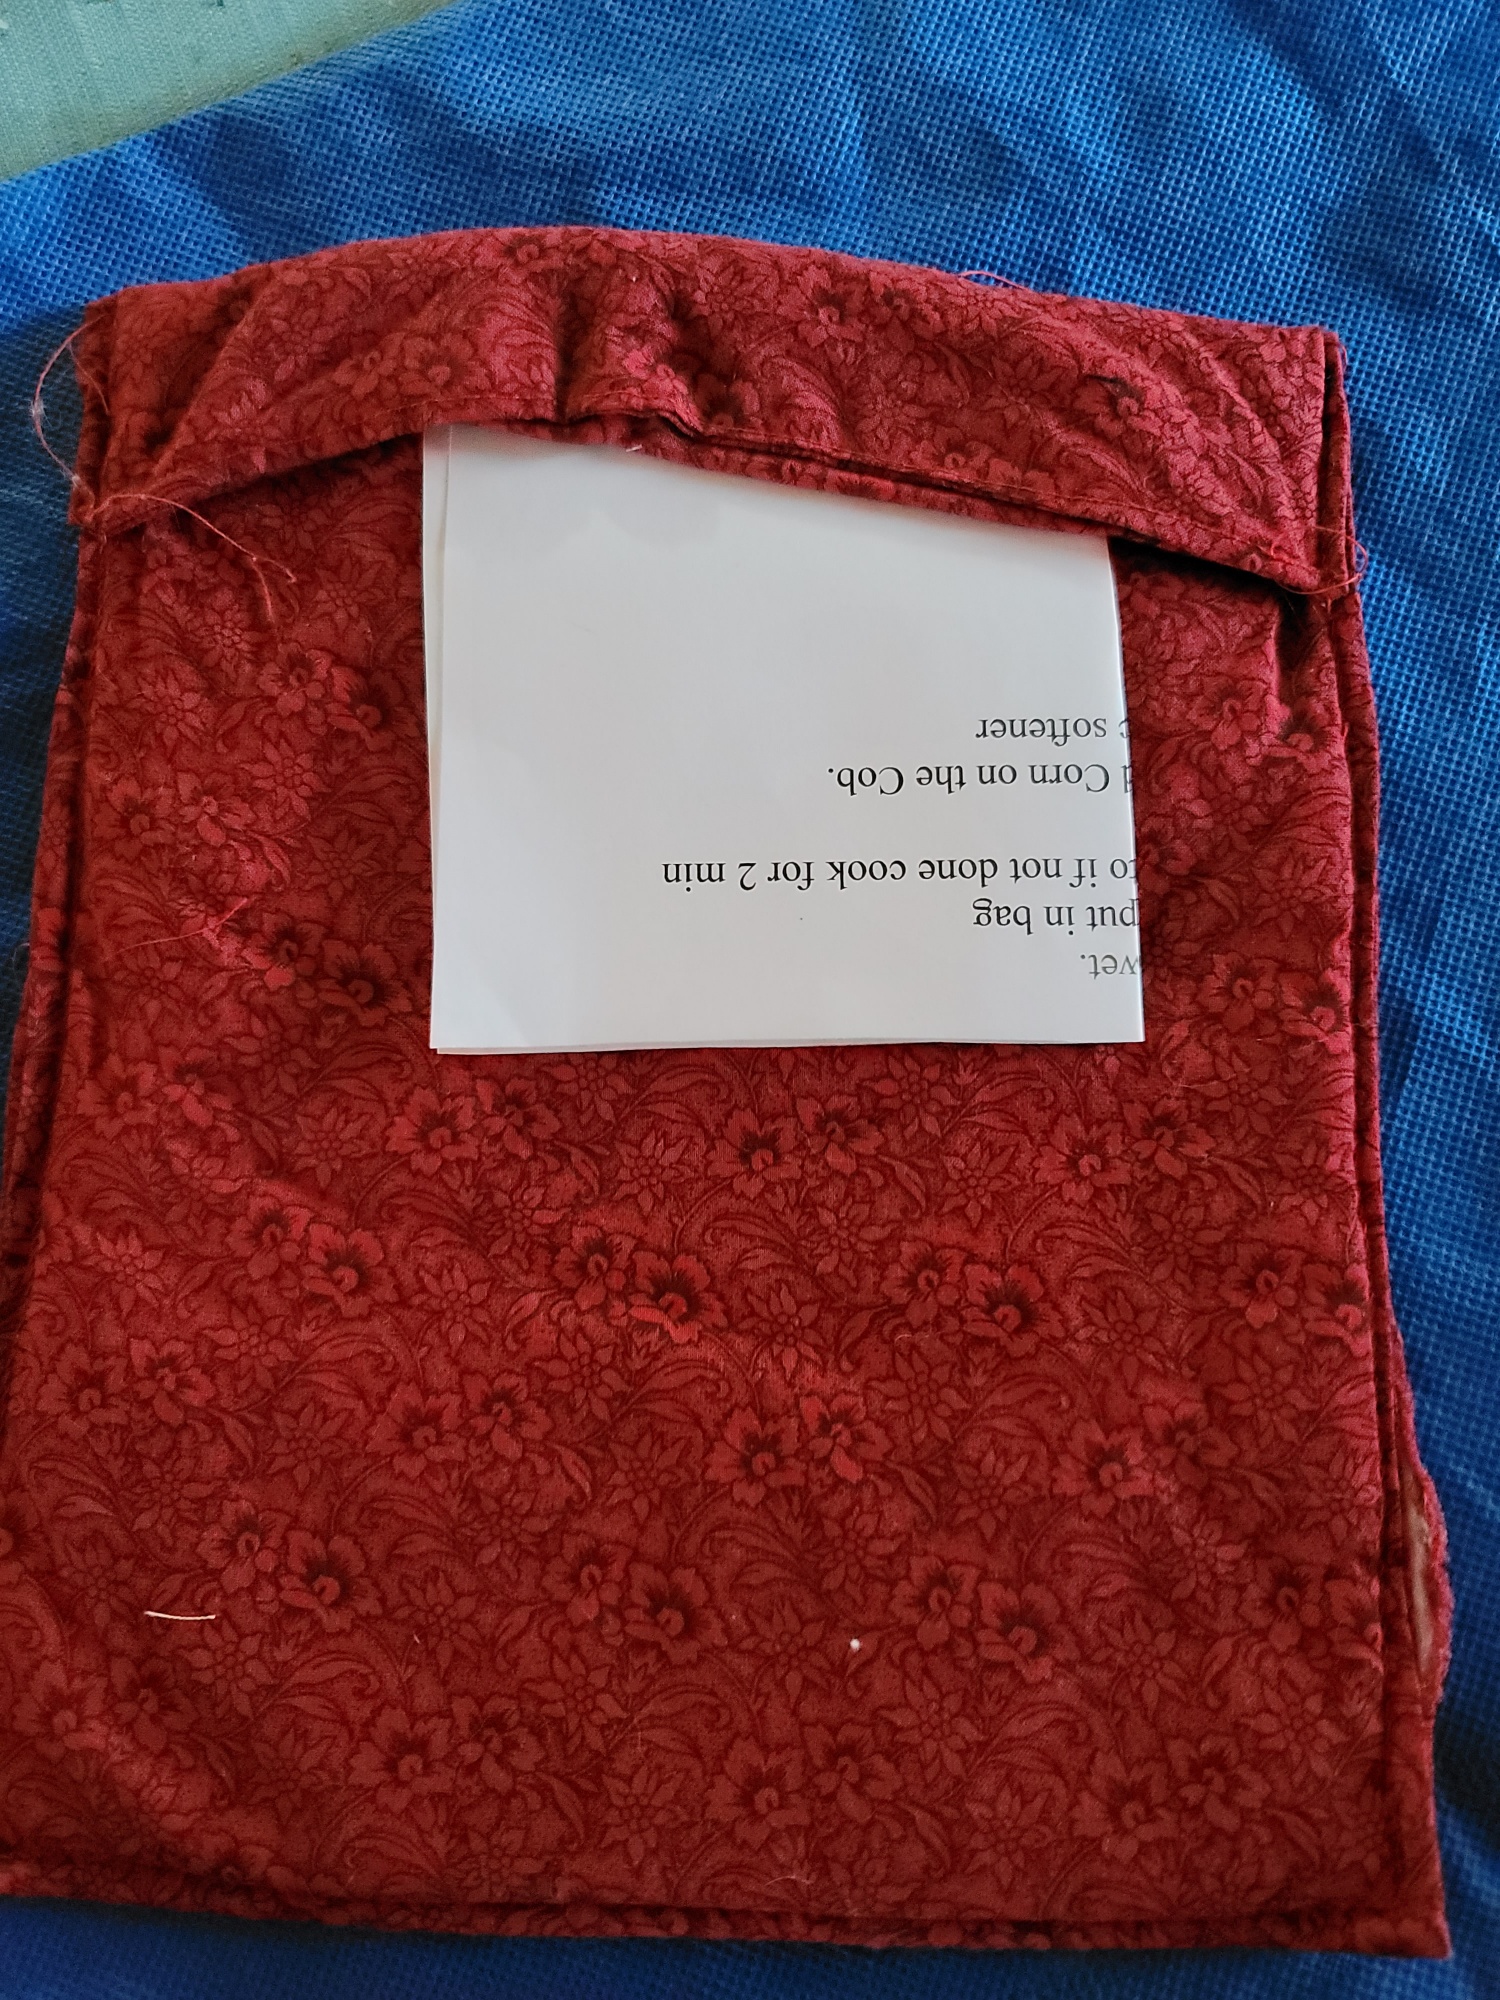 wet.
put in bag
to if not done cook for 2 min
Corn on the Cob.
softener